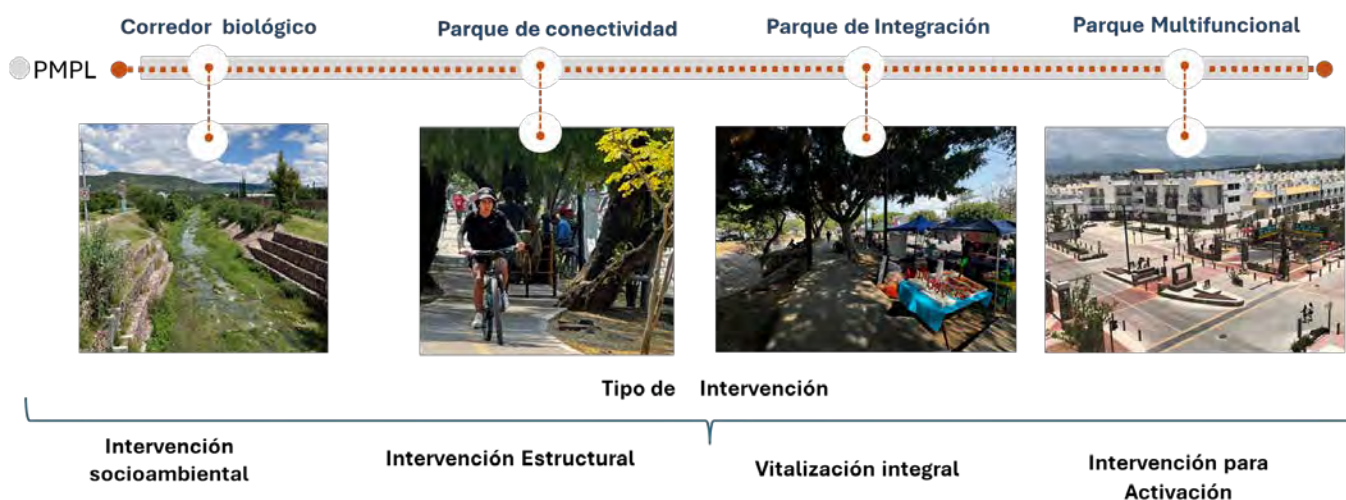 Corredor biológico
Parque de conectividad
Parque de Integración
Parque Multifuncional
PMPL
Tipo de Intervención
Intervención
socioambiental
Intervención Estructural
Vitalización integral
Intervención para
Activación